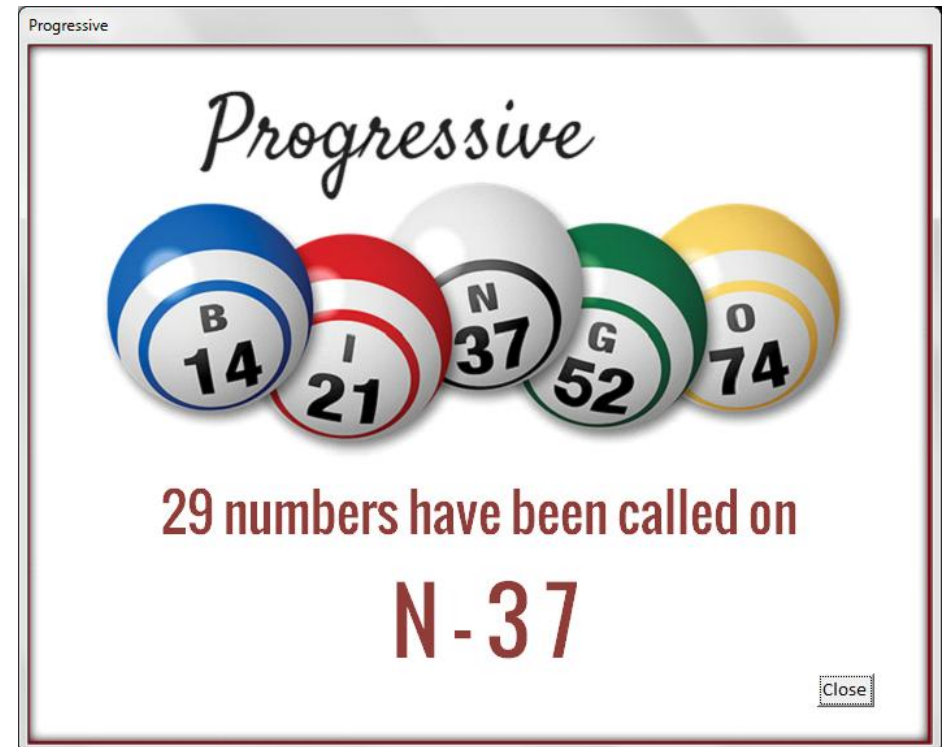 Progressive
Progressive
B
14
I
21
N
37
G
52
O
74
29 numbers have been called on
N - 37
Close